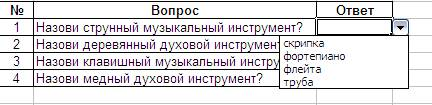 № Вопрос Ответ
1 Назови струнный музыкальный инструмент?
2 Назови деревянный духовой инструмент
3 Назови клавишный музыкальный инстру
4 Назови медный духовой инструмент?
скрипка
фортепиано
флейта
труба